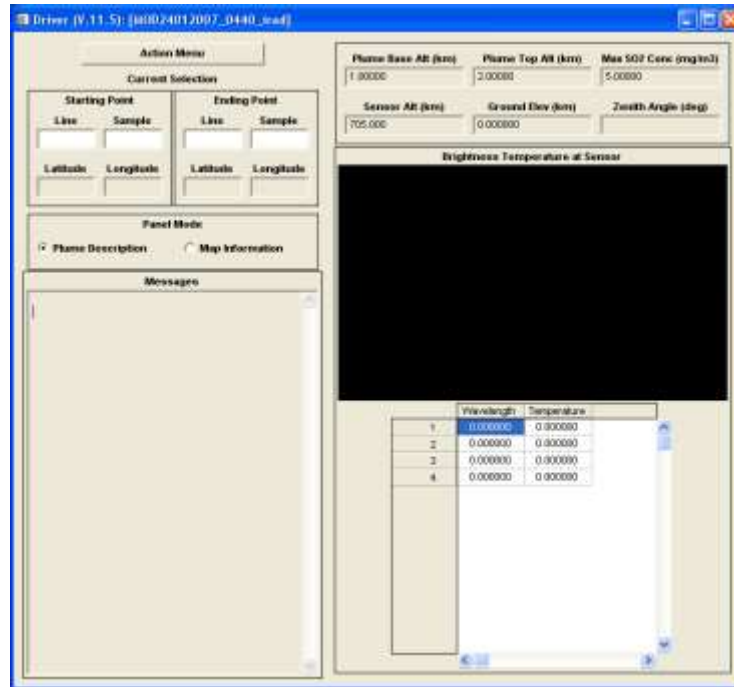 Driver (V.11.5): [MOD24012007_0440_irad]
Action Menu
Current Selection
Starting Point
Ending Point
Line
Sample
Line
Sample
Latitude
Longitude
Latitude
Longitude
Panel Mode
Plume Description
Map Information
Messages
Plume Base Alt (km)
Plume Top Alt (km)
Max SO2 Conc (mg/m3)
1.00000
2.00000
5.00000
Sensor Alt (km)
Ground Elev (km)
Zenith Angle (deg)
705.000
0.000000
Brightness Temperature at Sensor
Wavelength
Temperature
1
0.000000
0.000000
2
0.000000
0.000000
3
0.000000
0.000000
4
0.000000
0.000000